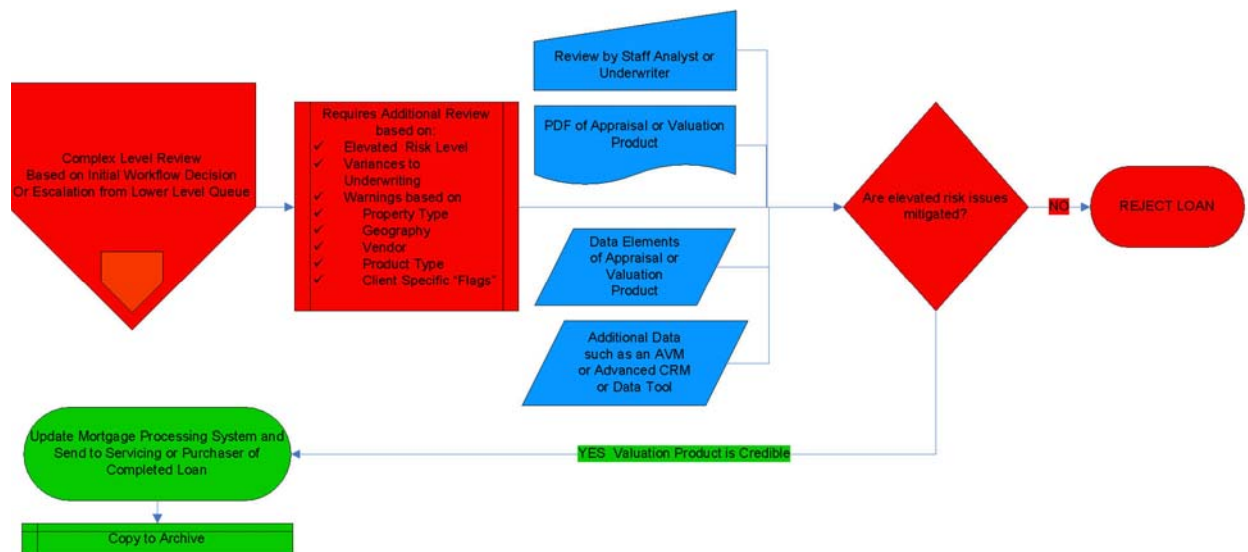 Complex Level Review
Based on Initial Workflow Decision
Or Escalation from Lower Level Queue
Requires Additional Review
based on:
✓ Elevated Risk Level
✓ Variances to
Underwriting
✓ Warnings based on
✓ Property Type
✓ Geography
✓ Vendor
✓ Product Type
✓ Client Specific “Flags”
Review by Staff Analyst or
Underwriter
PDF of Appraisal or Valuation
Product
Data Elements
of Appraisal or
Valuation
Product
Additional Data
such as an AVM
or Advanced CRM
or Data Tool
Are elevated risk issues
mitigated?
NO
REJECT LOAN
YES Valuation Product is Credible
Update Mortgage Processing System and
Send to Servicing or Purchaser of
Completed Loan
Copy to Archive